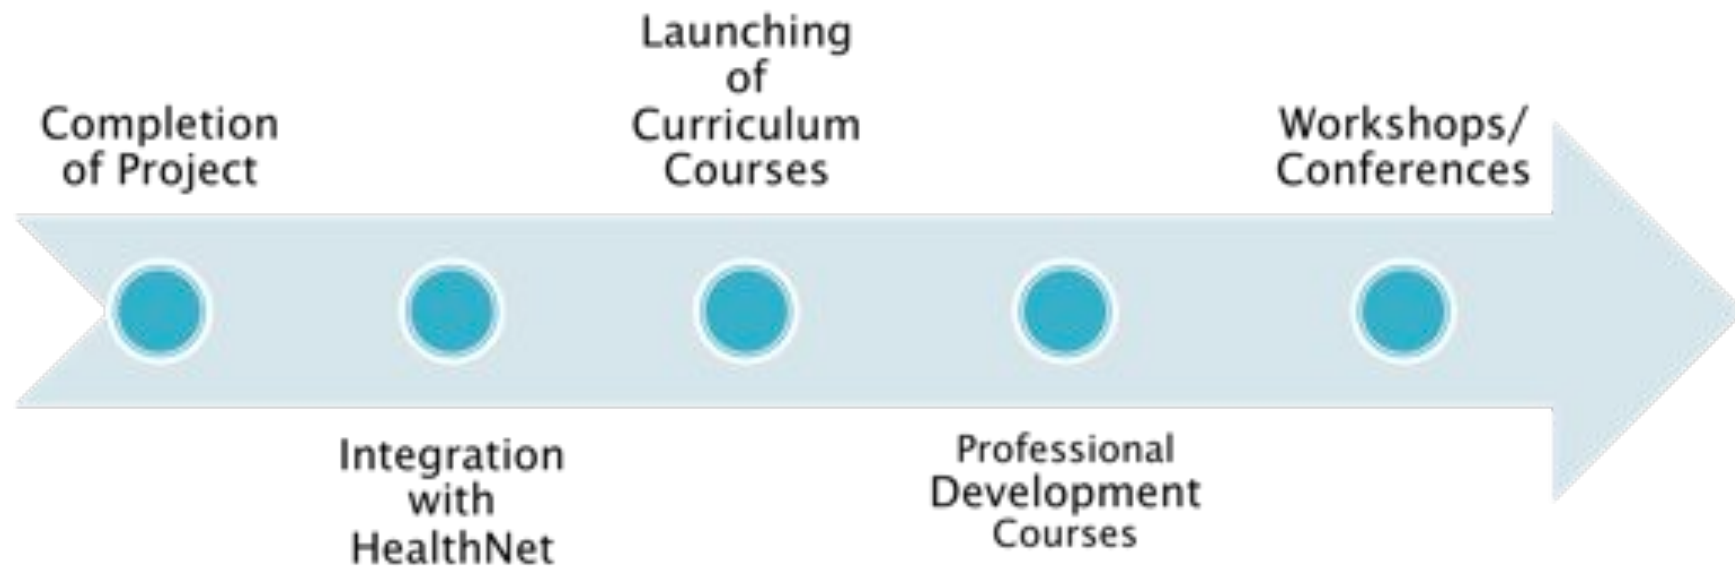 Completion
of Project
Integration
with
HealthNet
Launching
of
Curriculum
Courses
Professional
Development
Courses
Workshops/
Conferences